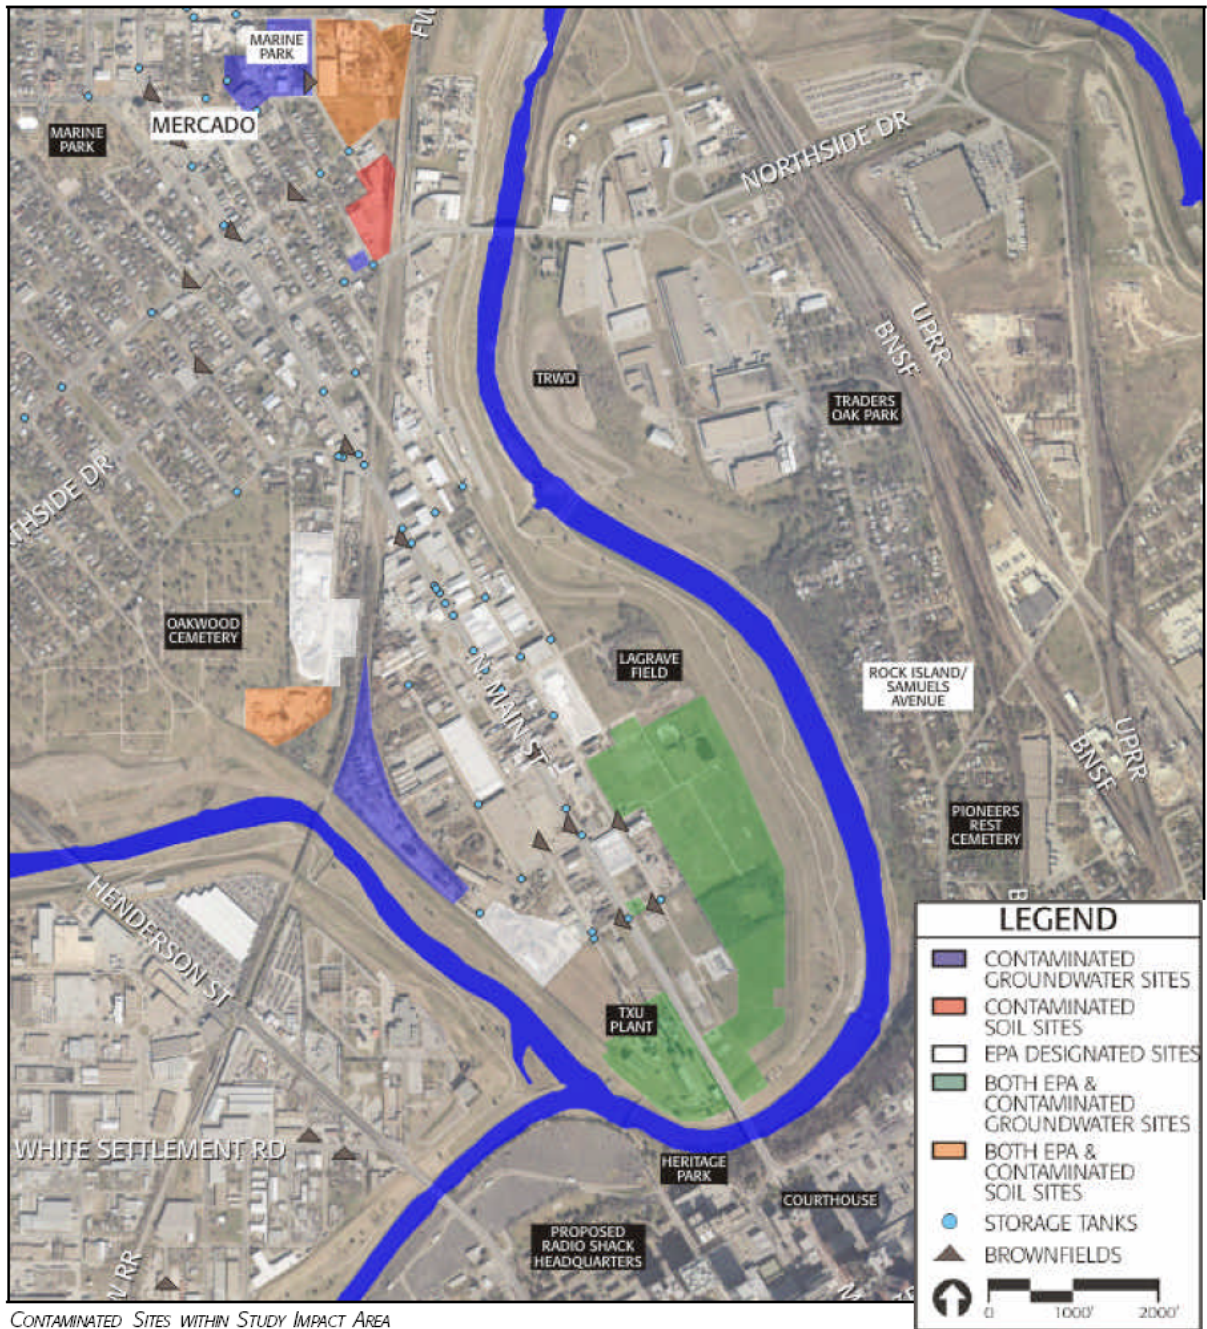 MARINE
PARK
FW
MERCADO
MARINE
PARK
NORTHSIDE DR
UPRR
BNSF
TRWD
TRADERS
OAK PARK
THSIDE DR
OAKWOOD
CEMETERY
LAGRAVE
FIELD
ROCK ISLAND/
SAMUELS
AVENUE
N. MAIN ST
UPRR
BNSF
PIONEERS
REST
CEMETERY
B
HENDERSON ST
TXU
PLANT
WHITE SETTLEMENT RD
HERITAGE
PARK
COURTHOUSE
PROPOSED
RADIO SHACK
HEADQUARTERS
RR
M
LEGEND
CONTAMINATED
GROUNDWATER SITES
CONTAMINATED
SOIL SITES
EPA DESIGNATED SITES
BOTH EPA &
CONTAMINATED
GROUNDWATER SITES
BOTH EPA &
CONTAMINATED
SOIL SITES
STORAGE TANKS
BROWNFIELDS
0 1000' 2000'
CONTAMINATED SITES WITHIN STUDY IMPACT AREA